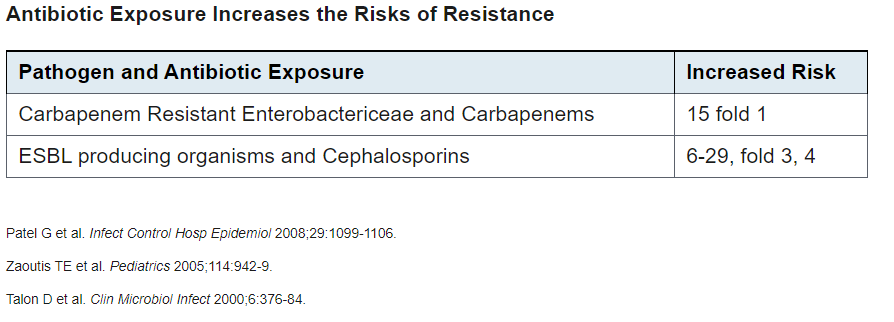 Antibiotic Exposure Increases the Risks of Resistance
Pathogen and Antibiotic Exposure Increased Risk
Carbapenem Resistant Enterobactericeae and Carbapenems 15 fold 1
ESBL producing organisms and Cephalosporins 6-29, fold 3, 4
Patel G et al. Infect Control Hosp Epidemiol 2008;29:1099-1106.
Zaoutis TE et al. Pediatrics 2005;114:942-9.
Talon D et al. Clin Microbiol Infect 2000;6:376-84.